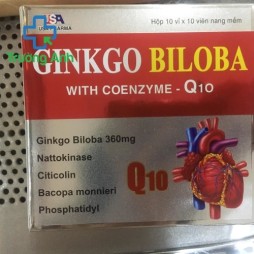 Hộp 10 vỉ x 10 viên nang mềm
GINKGO BILOBA
WITH COENZYME - Q10
Ginkgo Biloba 360mg
Nattokinase
Citicolin
Bacopa monnieri
Phosphatidyl
Q10